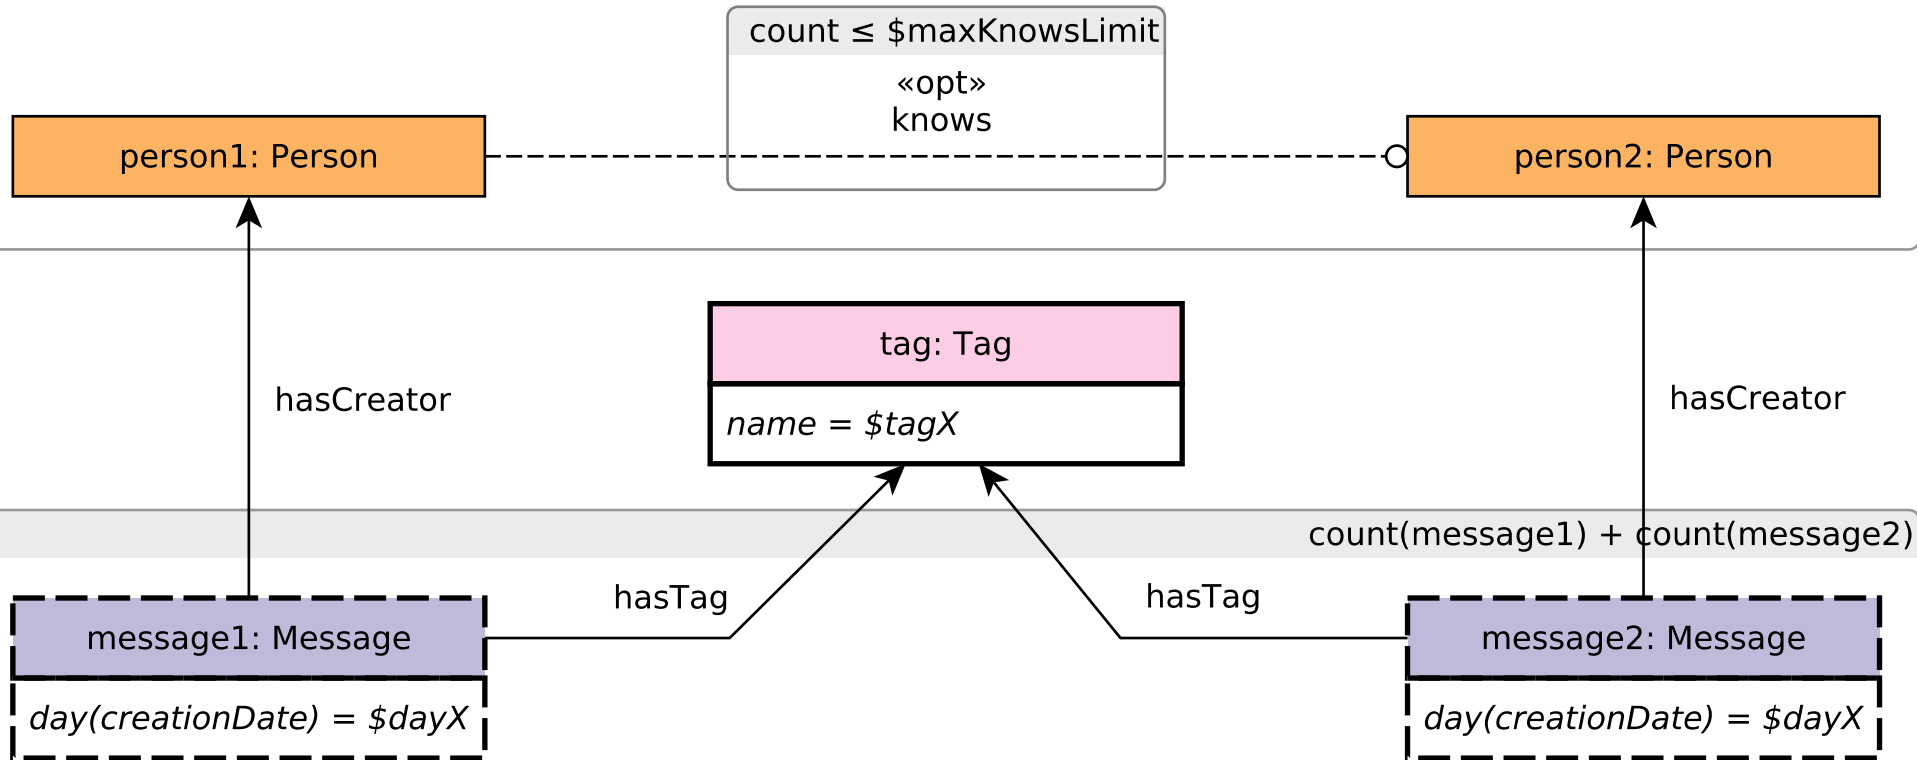 count ≤ $maxKnowsLimit
«opt»
knows
person1: Person
person2: Person
tag: Tag
name = $tagX
hasCreator
hasCreator
count(message1) + count(message2)
hasTag
hasTag
message1: Message
message2: Message
day(creationDate) = $dayX
day(creationDate) = $dayX